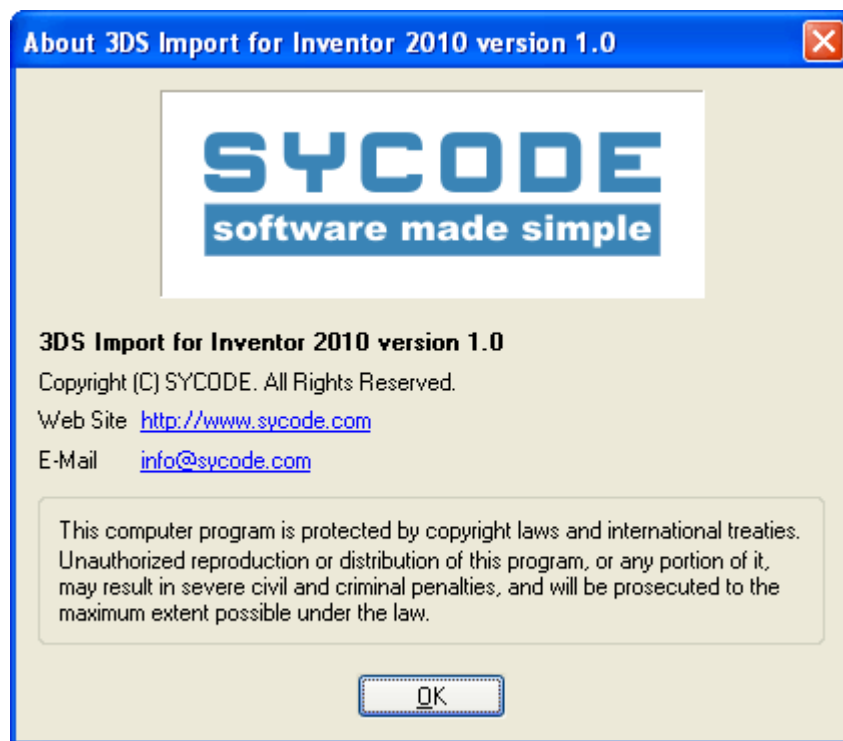 About 3DS Import for Inventor 2010 version 1.0
SYCODE
software made simple
3DS Import for Inventor 2010 version 1.0
Copyright (C) SYCODE. All Rights Reserved.
Web Site http://www.sycode.com
E-Mail info@sycode.com
This computer program is protected by copyright laws and international treaties.
Unauthorized reproduction or distribution of this program, or any portion of it,
may result in severe civil and criminal penalties, and will be prosecuted to the
maximum extent possible under the law.
OK